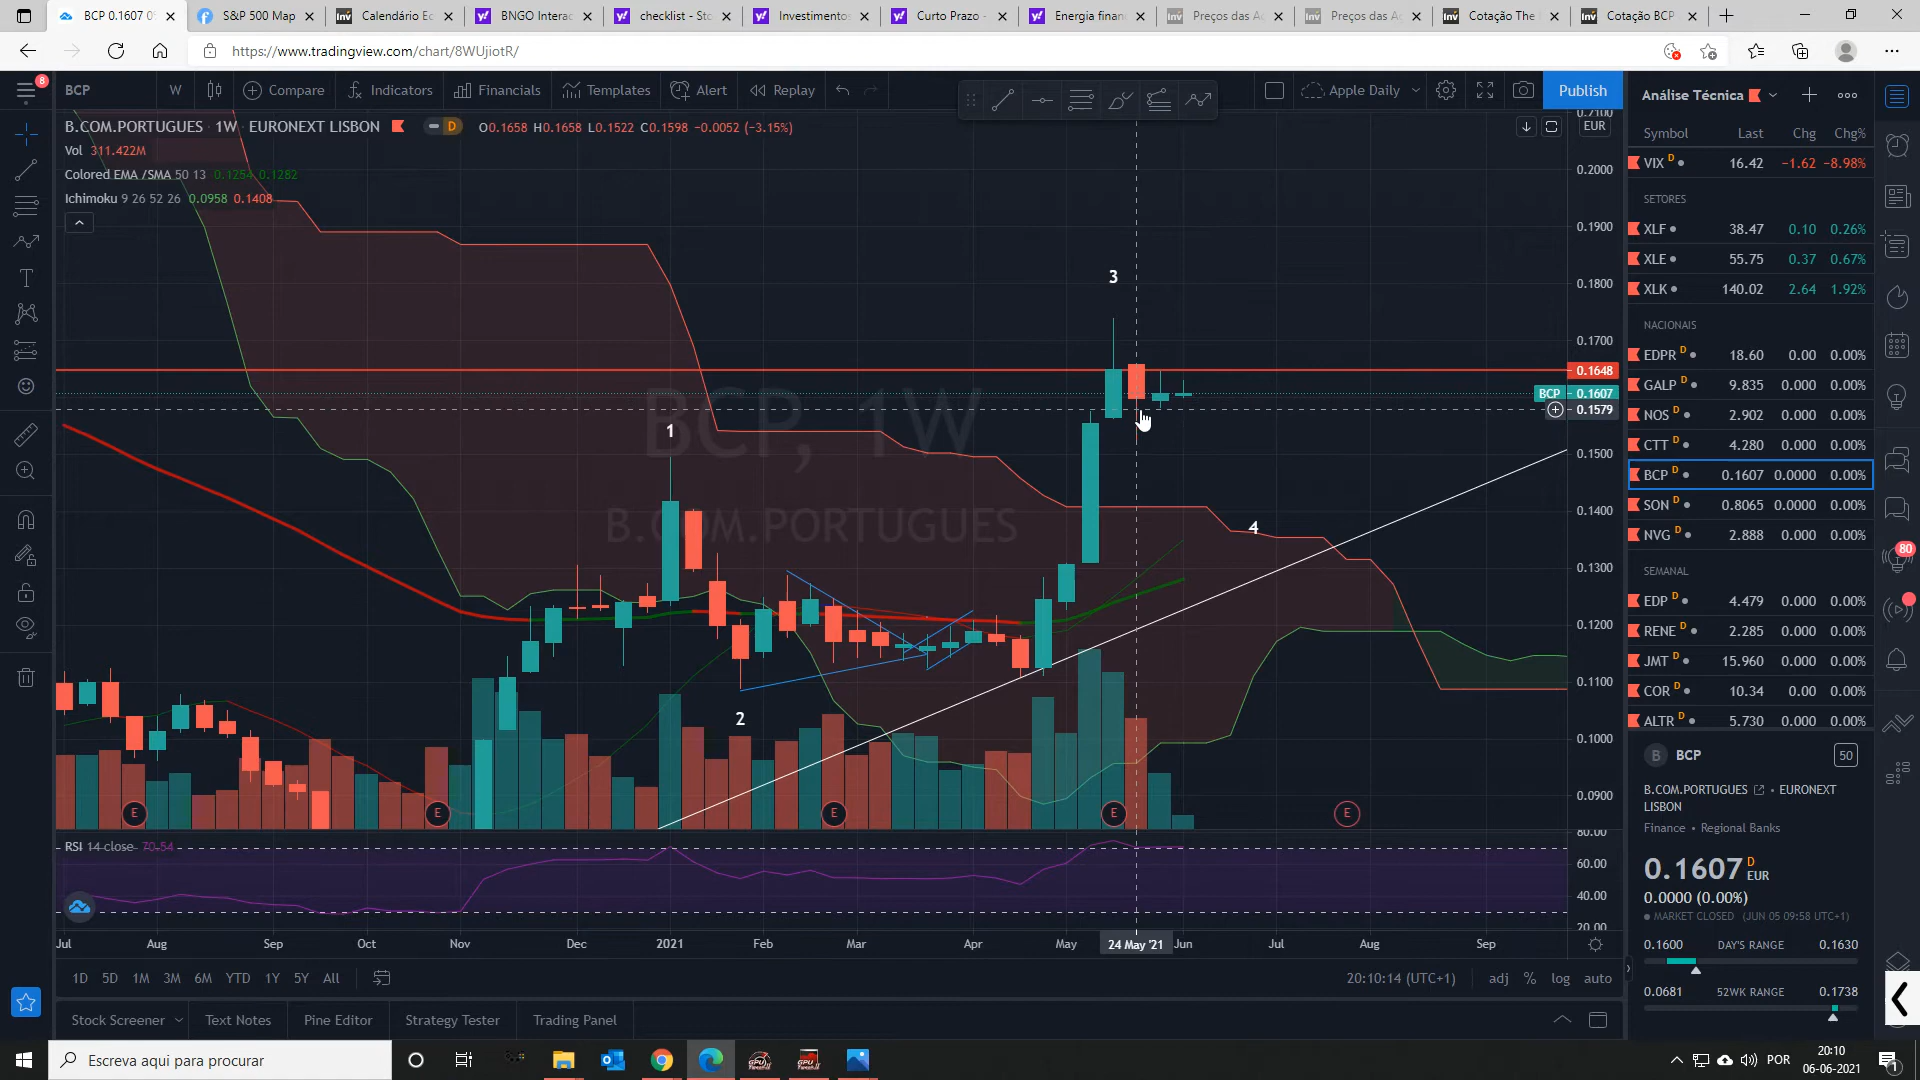 BCP 0.1607 0%
S&P 500 Map
Calendário Ec
BNGO Interac
checklist - Sto
Investimentos
Curto Prazo -
Energia finan
Preços das Aç
Preços das Aç
Cotação The
Cotação BCP
https://www.tradingview.com/chart/8WUjiotR/
8
BCP
W
Compare
Indicators
Financials
Templates
Alert
Replay
Apple Daily
Publish
Análise Técnica
B.COM.PORTUGUES · 1W · EURONEXT LISBON
D
O0.1658 H0.1658 L0.1522 C0.1598 −0.0052 (−3.15%)
Vol 311.422M
Colored EMA /SMA 50 13 0.1254 0.1282
Ichimoku 9 26 52 26 0.0958 0.1408
BCP, 1W
B.COM.PORTUGUES
1
2
3
4
E
E
E
E
E
EUR
0.2000
0.1900
0.1800
0.1700
0.1648
BCP 0.1607
0.1579
0.1500
0.1400
0.1300
0.1200
0.1100
0.1000
0.0900
RSI 14 close 70.54
80.00
60.00
40.00
20.00
Jul
Aug
Sep
Oct
Nov
Dec
2021
Feb
Mar
Apr
May
24 May '21
Jun
Jul
Aug
Sep
1D
5D
1M
3M
6M
YTD
1Y
5Y
All
20:10:14 (UTC+1)
adj
%
log
auto
Stock Screener
Text Notes
Pine Editor
Strategy Tester
Trading Panel
Symbol Last Chg Chg%
VIX D 16.42 −1.62 −8.98%
SETORES
XLF 38.47 0.10 0.26%
XLE 55.75 0.37 0.67%
XLK 140.02 2.64 1.92%
NACIONAIS
EDPR D 18.60 0.00 0.00%
GALP D 9.835 0.000 0.00%
NOS D 2.902 0.000 0.00%
CTT D 4.280 0.000 0.00%
BCP D 0.1607 0.0000 0.00%
SON D 0.8065 0.0000 0.00%
NVG D 2.888 0.000 0.00%
SEMANAL
EDP D 4.479 0.000 0.00%
RENE D 2.285 0.000 0.00%
JMT D 15.960 0.000 0.00%
COR D 10.34 0.00 0.00%
ALTR D 5.730 0.000 0.00%
80
B BCP
50
B.COM.PORTUGUES • EURONEXT
LISBON
Finance • Regional Banks
0.1607 D EUR
0.0000 (0.00%)
MARKET CLOSED (JUN 05 09:58 UTC+1)
0.1600 DAY'S RANGE 0.1630
0.0681 52WK RANGE 0.1738
Escreva aqui para procurar
POR
20:10
06-06-2021
1